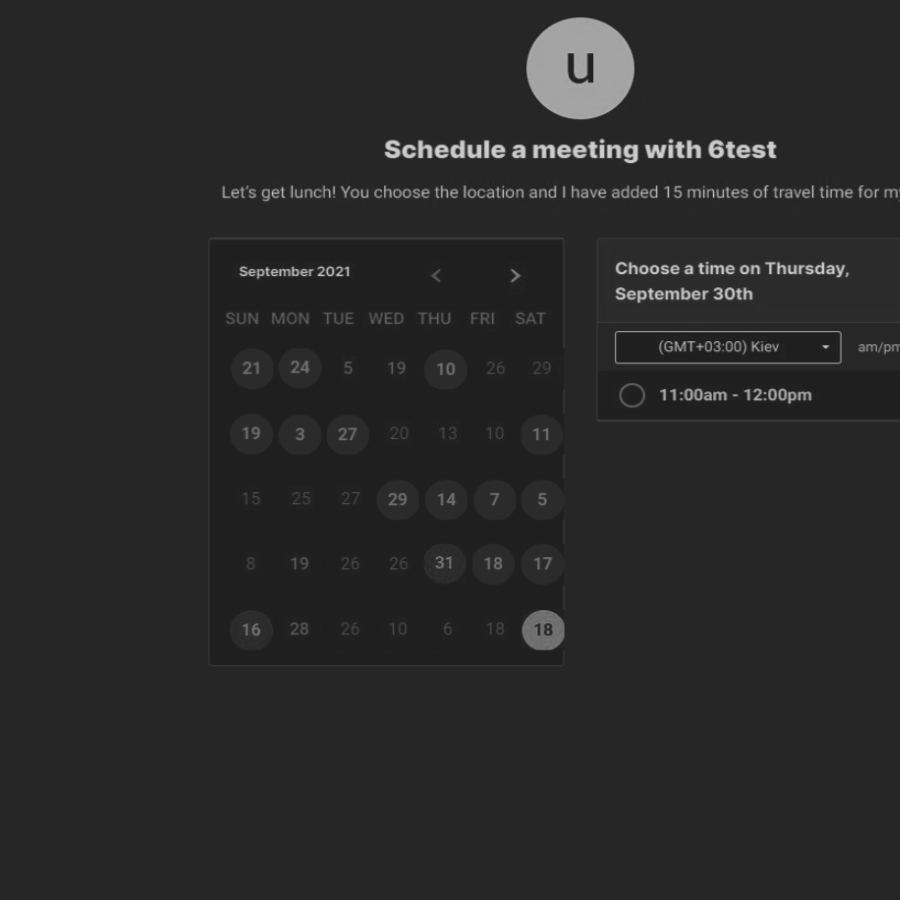 u
Schedule a meeting with 6test
Let's get lunch! You choose the location and I have added 15 minutes of travel time for my
September 2021
SUN MON TUE WED THU FRI SAT
21 24 5 19 10 26 29
19 3 27 20 13 10 11
15 25 27 29 14 7 5
8 19 26 26 31 18 17
16 28 26 10 6 18 18
Choose a time on Thursday,
September 30th
(GMT+03:00) Kiev am/pm
11:00am - 12:00pm